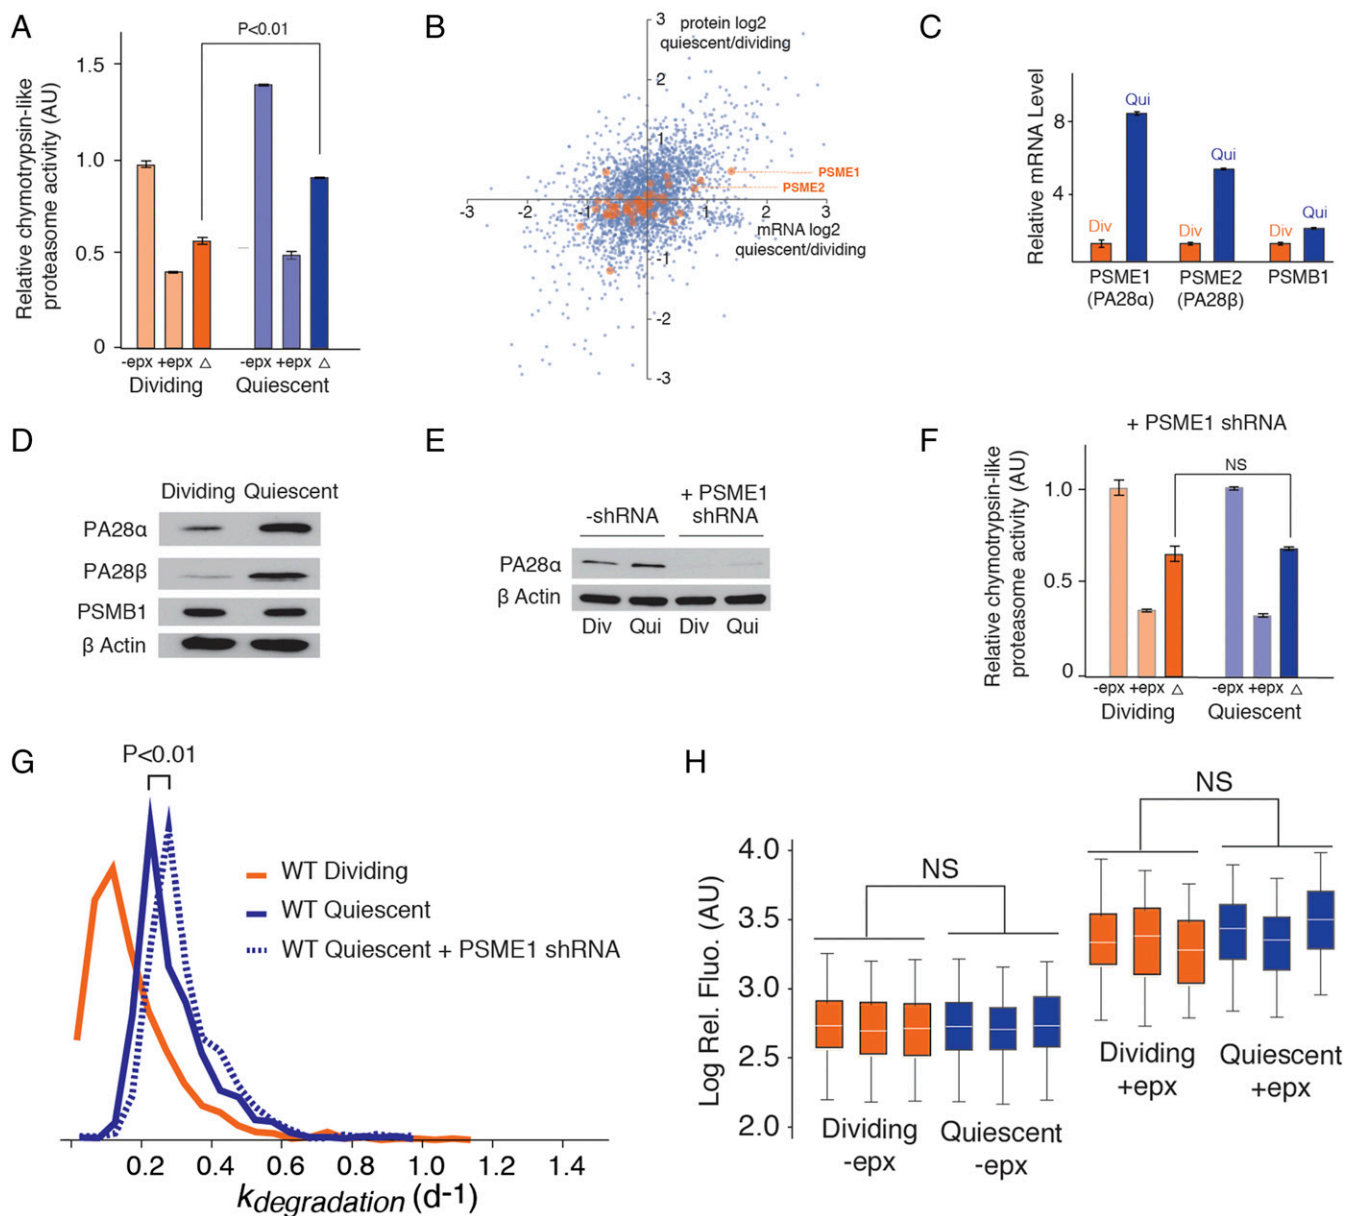 A
Relative chymotrypsin-like
proteasome activity (AU)
P<0.01
1.5
1.0
0.5
0
-epx +epx △
-epx +epx △
Dividing
Quiescent
B
protein log2
quiescent/dividing
3
2
1
-1
-2
-3
-3
-2
-1
1
2
3
mRNA log2
quiescent/dividing
PSME1
PSME2
C
Relative mRNA Level
8
4
Div
Qui
Div
Qui
Div
Qui
PSME1
(PA28α)
PSME2
(PA28β)
PSMB1
D
Dividing Quiescent
PA28α
PA28β
PSMB1
β Actin
E
-shRNA
+ PSME1
shRNA
PA28α
β Actin
Div Qui Div Qui
F
+ PSME1 shRNA
Relative chymotrypsin-like
proteasome activity (AU)
NS
1.0
0.5
0
-epx +epx △
-epx +epx △
Dividing
Quiescent
G
P<0.01
WT Dividing
WT Quiescent
WT Quiescent + PSME1 shRNA
0.2 0.4 0.6 0.8 1.0 1.2 1.4
kdegradation (d-1)
H
Log Rel. Fluo. (AU)
4.0
3.5
3.0
2.5
2.0
NS
NS
Dividing
-epx
Quiescent
-epx
Dividing
+epx
Quiescent
+epx